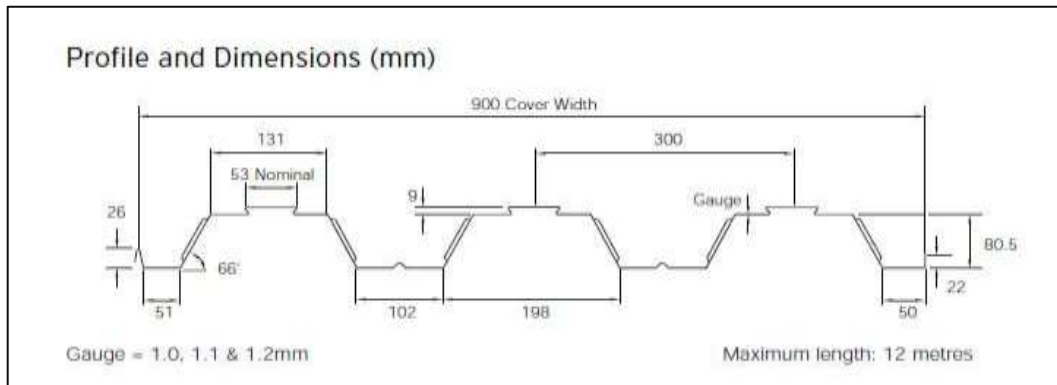 Profile and Dimensions (mm)
900 Cover Width
131
300
53 Nominal
9
Gauge
26
80.5
66°
22
51
102
198
50
Gauge = 1.0, 1.1 & 1.2mm
Maximum length: 12 metres